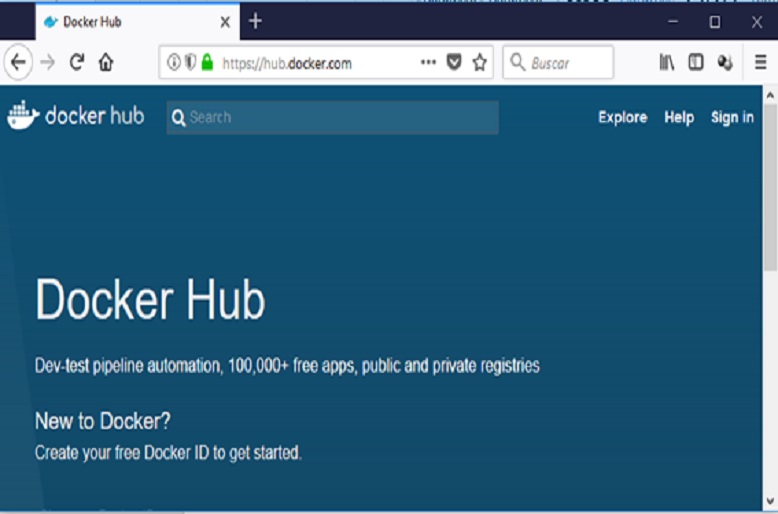 Docker Hub
https://hub.docker.com
Buscar
docker hub
Search
Explore Help Sign in
Docker Hub
Dev-test pipeline automation, 100,000+ free apps, public and private registries
New to Docker?
Create your free Docker ID to get started.